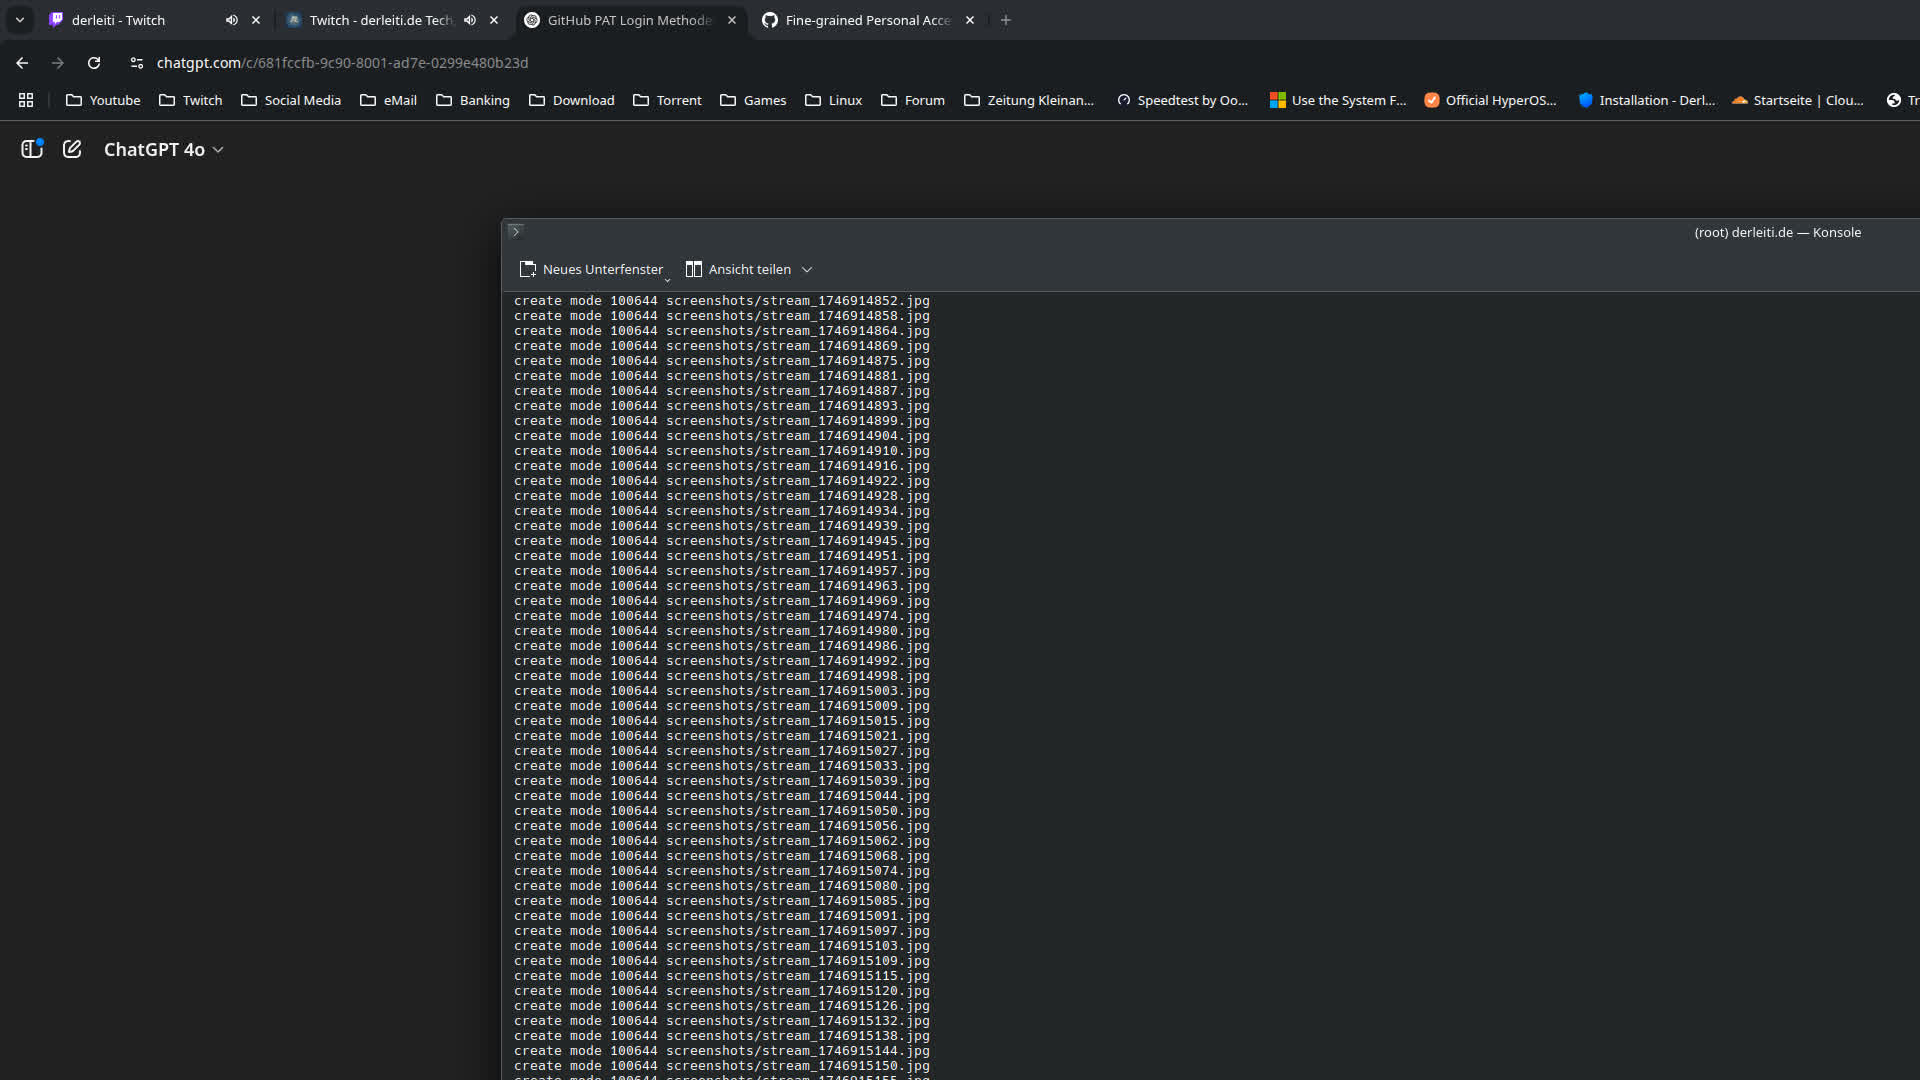 derleiti - Twitch
Twitch - derleiti.de Tech
GitHub PAT Login Methode
Fine-grained Personal Acce
chatgpt.com/c/681fccfb-9c90-8001-ad7e-0299e480b23d
Youtube
Twitch
Social Media
eMail
Banking
Download
Torrent
Games
Linux
Forum
Zeitung Kleinan...
Speedtest by Oo...
Use the System F...
Official HyperOS...
Installation - Derl...
Startseite | Clou...
Tr
ChatGPT 4o
(root) derleiti.de — Konsole
Neues Unterfenster
Ansicht teilen
create mode 100644 screenshots/stream_1746914852.jpg
create mode 100644 screenshots/stream_1746914858.jpg
create mode 100644 screenshots/stream_1746914864.jpg
create mode 100644 screenshots/stream_1746914869.jpg
create mode 100644 screenshots/stream_1746914875.jpg
create mode 100644 screenshots/stream_1746914881.jpg
create mode 100644 screenshots/stream_1746914887.jpg
create mode 100644 screenshots/stream_1746914893.jpg
create mode 100644 screenshots/stream_1746914899.jpg
create mode 100644 screenshots/stream_1746914904.jpg
create mode 100644 screenshots/stream_1746914910.jpg
create mode 100644 screenshots/stream_1746914916.jpg
create mode 100644 screenshots/stream_1746914922.jpg
create mode 100644 screenshots/stream_1746914928.jpg
create mode 100644 screenshots/stream_1746914934.jpg
create mode 100644 screenshots/stream_1746914939.jpg
create mode 100644 screenshots/stream_1746914945.jpg
create mode 100644 screenshots/stream_1746914951.jpg
create mode 100644 screenshots/stream_1746914957.jpg
create mode 100644 screenshots/stream_1746914963.jpg
create mode 100644 screenshots/stream_1746914969.jpg
create mode 100644 screenshots/stream_1746914974.jpg
create mode 100644 screenshots/stream_1746914980.jpg
create mode 100644 screenshots/stream_1746914986.jpg
create mode 100644 screenshots/stream_1746914992.jpg
create mode 100644 screenshots/stream_1746914998.jpg
create mode 100644 screenshots/stream_1746915003.jpg
create mode 100644 screenshots/stream_1746915009.jpg
create mode 100644 screenshots/stream_1746915015.jpg
create mode 100644 screenshots/stream_1746915021.jpg
create mode 100644 screenshots/stream_1746915027.jpg
create mode 100644 screenshots/stream_1746915033.jpg
create mode 100644 screenshots/stream_1746915039.jpg
create mode 100644 screenshots/stream_1746915044.jpg
create mode 100644 screenshots/stream_1746915050.jpg
create mode 100644 screenshots/stream_1746915056.jpg
create mode 100644 screenshots/stream_1746915062.jpg
create mode 100644 screenshots/stream_1746915068.jpg
create mode 100644 screenshots/stream_1746915074.jpg
create mode 100644 screenshots/stream_1746915080.jpg
create mode 100644 screenshots/stream_1746915085.jpg
create mode 100644 screenshots/stream_1746915091.jpg
create mode 100644 screenshots/stream_1746915097.jpg
create mode 100644 screenshots/stream_1746915103.jpg
create mode 100644 screenshots/stream_1746915109.jpg
create mode 100644 screenshots/stream_1746915115.jpg
create mode 100644 screenshots/stream_1746915120.jpg
create mode 100644 screenshots/stream_1746915126.jpg
create mode 100644 screenshots/stream_1746915132.jpg
create mode 100644 screenshots/stream_1746915138.jpg
create mode 100644 screenshots/stream_1746915144.jpg
create mode 100644 screenshots/stream_1746915150.jpg